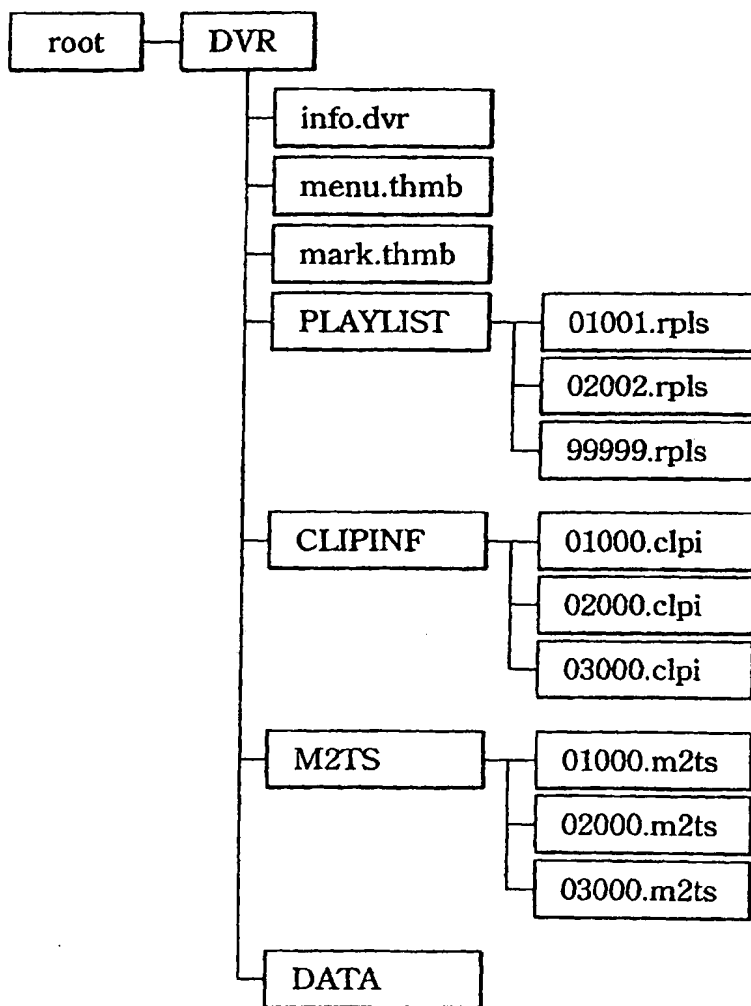 root DVR
info.dvr
menu.thmb
mark.thmb
PLAYLIST 01001.rpls
02002.rpls
99999.rpls
CLIPINF 01000.clpi
02000.clpi
03000.clpi
M2TS 01000.m2ts
02000.m2ts
03000.m2ts
DATA